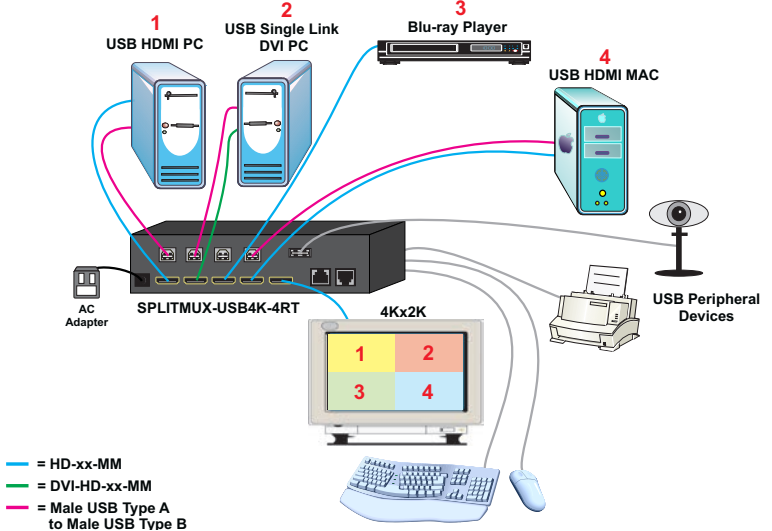 1
USB HDMI PC
2
USB Single Link
DVI PC
3
Blu-ray Player
4
USB HDMI MAC
AC
Adapter
SPLITMUX-USB4K-4RT
4Kx2K
USB Peripheral
Devices
1
2
3
4
= HD-xx-MM
= DVI-HD-xx-MM
= Male USB Type A
to Male USB Type B